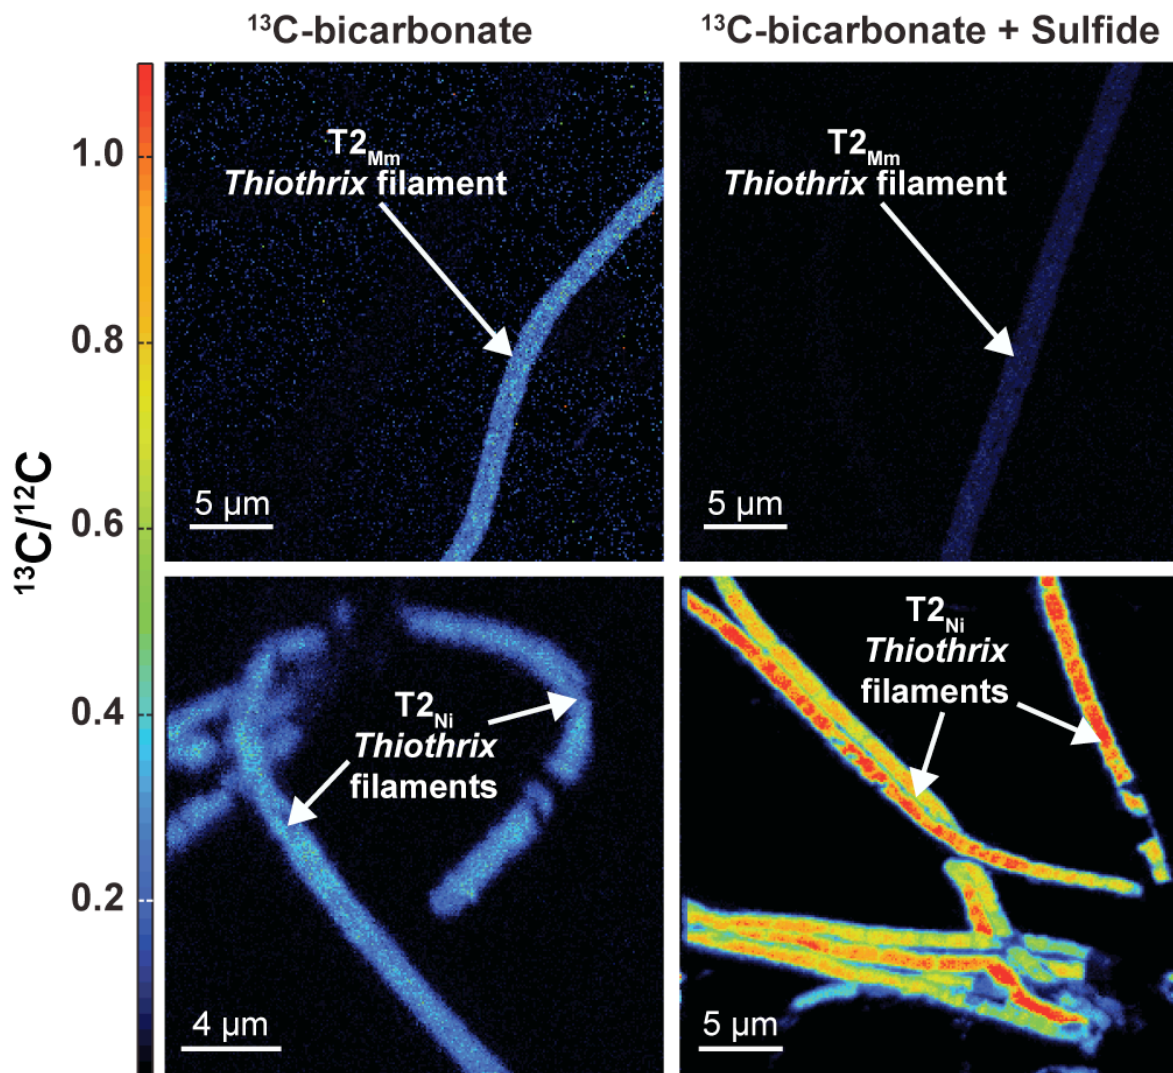 ¹³C-bicarbonate
¹³C-bicarbonate + Sulfide
¹³C/¹²C
1.0
0.8
0.6
0.4
0.2
T2Mm
Thiothrix filament
5 µm
T2Mm
Thiothrix filament
5 µm
T2Ni
Thiothrix
filaments
4 µm
T2Ni
Thiothrix
filaments
5 µm